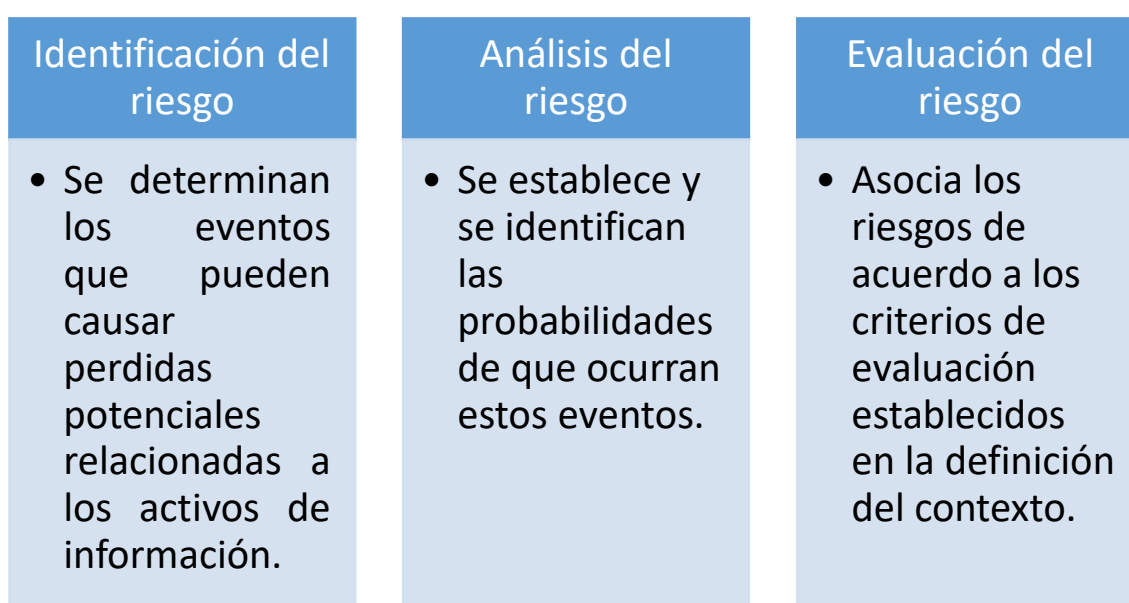 Identificación del
riesgo
• Se determinan
los eventos
que pueden
causar
perdidas
potenciales
relacionadas a
los activos de
información.
Análisis del
riesgo
• Se establece y
se identifican
las
probabilidades
de que ocurran
estos eventos.
Evaluación del
riesgo
• Asocia los
riesgos de
acuerdo a los
criterios de
evaluación
establecidos
en la definición
del contexto.